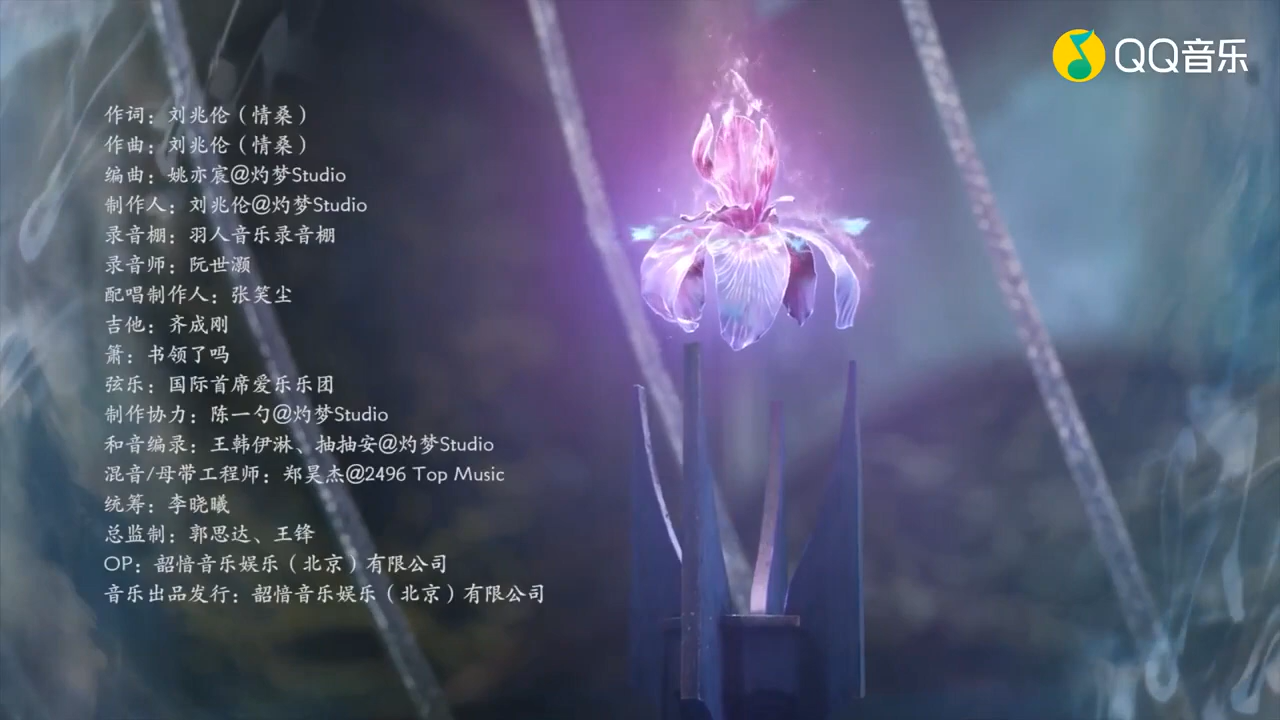 QQ音乐
作词：刘兆伦（情桑）
作曲：刘兆伦（情桑）
编曲：姚亦宸@灼梦Studio
制作人：刘兆伦@灼梦Studio
录音棚：羽人音乐录音棚
录音师：阮世灏
配唱制作人：张笑尘
吉他：齐成刚
箫：书领了吗
弦乐：国际首席爱乐乐团
制作协力：陈一勺@灼梦Studio
和音编录：王韩伊淋、抽抽安@灼梦Studio
混音/母带工程师：郑昊杰@2496 Top Music
统筹：李晓曦
总监制：郭思达、王锋
OP：韶愔音乐娱乐（北京）有限公司
音乐出品发行：韶愔音乐娱乐（北京）有限公司